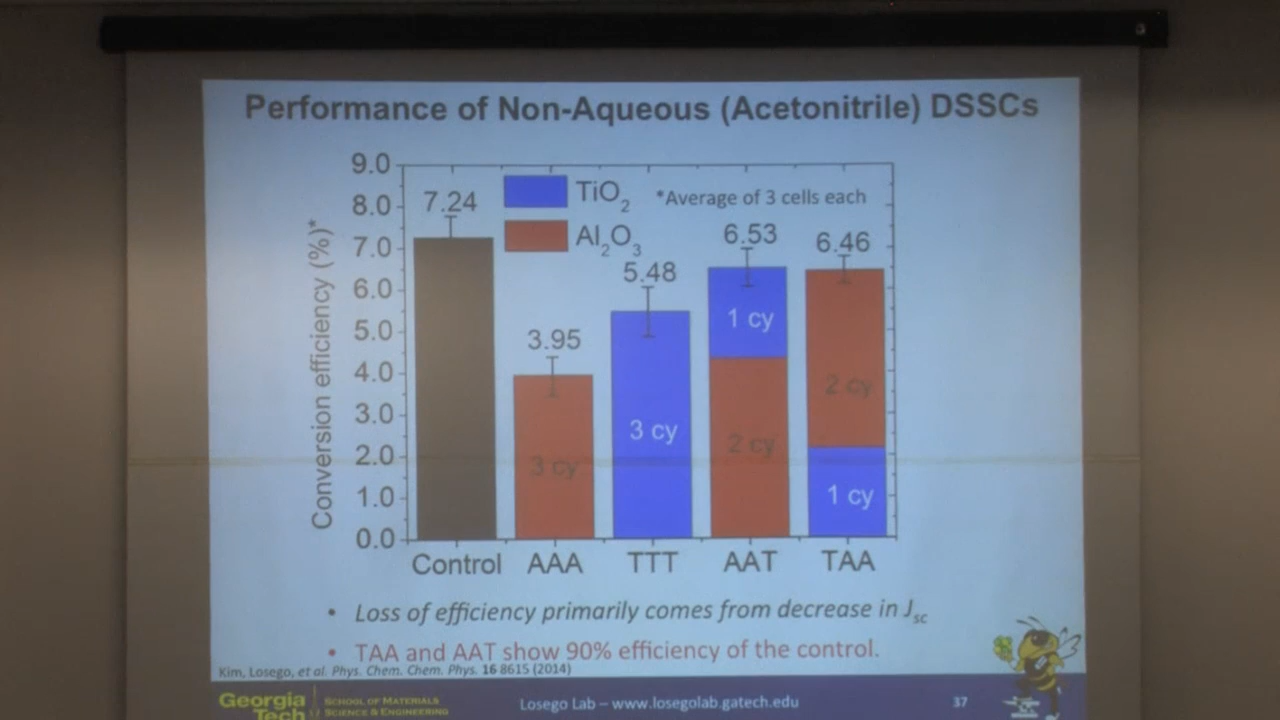 Performance of Non-Aqueous (Acetonitrile) DSSCs
9.0
8.0
7.0
6.0
5.0
4.0
3.0
2.0
1.0
0.0
Conversion efficiency (%)*
TiO2
Al2O3
*Average of 3 cells each
7.24
3.95
5.48
6.53
6.46
3 cy
3 cy
1 cy
2 cy
2 cy
1 cy
Control AAA TTT AAT TAA
• Loss of efficiency primarily comes from decrease in Jsc
• TAA and AAT show 90% efficiency of the control.
Kim, Losego, et al. Phys. Chem. Chem. Phys. 16 8615 (2014)
Georgia
Tech
SCHOOL OF MATERIALS
SCIENCE & ENGINEERING
Losego Lab – www.losegolab.gatech.edu
37